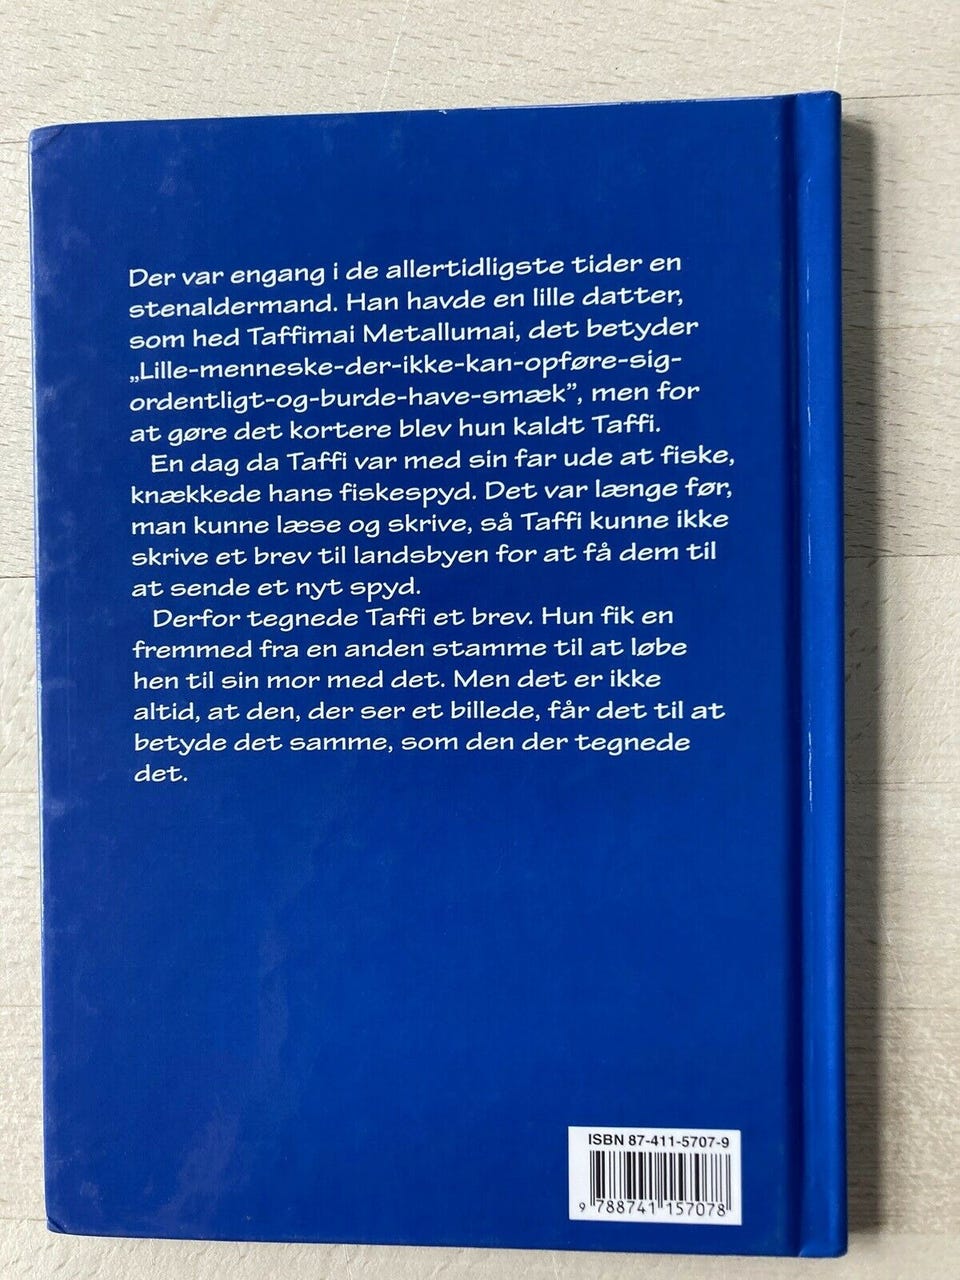 Der var engang i de allertidligste tider en
stenaldermand. Han havde en lille datter,
som hed Taffimai Metallumai, det betyder
„Lille-menneske-der-ikke-kan-opføre-sig-
ordentligt-og-burde-have-smæk”, men for
at gøre det kortere blev hun kaldt Taffi.
En dag da Taffi var med sin far ude at fiske,
knækkede hans fiskespyd. Det var længe før,
man kunne læse og skrive, så Taffi kunne ikke
skrive et brev til landsbyen for at få dem til
at sende et nyt spyd.
Derfor tegnede Taffi et brev. Hun fik en
fremmed fra en anden stamme til at løbe
hen til sin mor med det. Men det er ikke
altid, at den, der ser et billede, får det til at
betyde det samme, som den der tegnede
det.
ISBN 87-411-5707-9
9 788741 157078